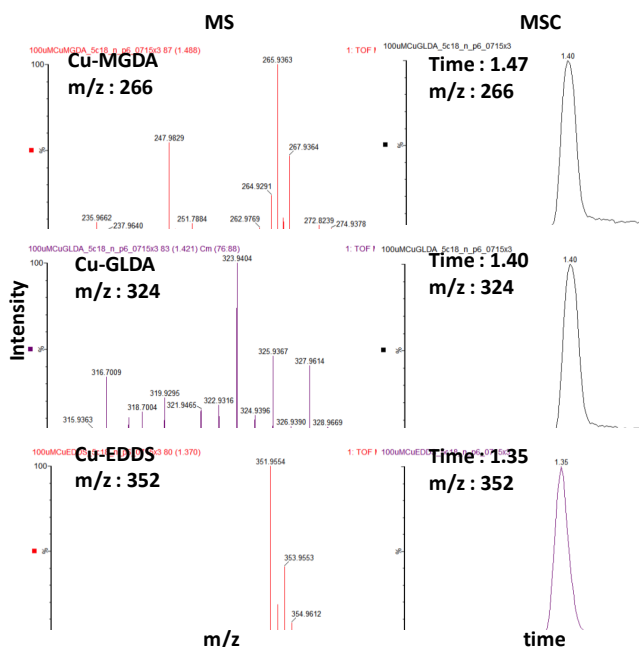 MS
MSC
100uMCuMGDA_5c18_n_p6_0715x3 87 (1.488)
1: TOF M
Cu-MGDA
m/z : 266
100
%
265.9363
247.9829
267.9364
264.9291
235.9662
237.9640
251.7884
262.9769
272.8239
274.9378
100uMCuGLDA_5c18_n_p6_0715x3
Time : 1.47
m/z : 266
100
%
1.40
100uMCuGLDA_5c18_n_p6_0715x3 83 (1.421) Cm (76:88)
1: TOF M
Cu-GLDA
m/z : 324
Intensity
100
%
323.9404
325.9367
327.9614
316.7009
319.9295
318.7004
321.9465
322.9316
324.9396
315.9363
326.9390
328.9669
100uMCuGLDA_5c18_n_p6_0715x3
Time : 1.40
m/z : 324
100
%
1.40
Cu-EDDS
m/z : 352
1: TOF M
100
%
351.9554
353.9553
354.9612
Time : 1.35
m/z : 352
100
%
1.35
m/z
time